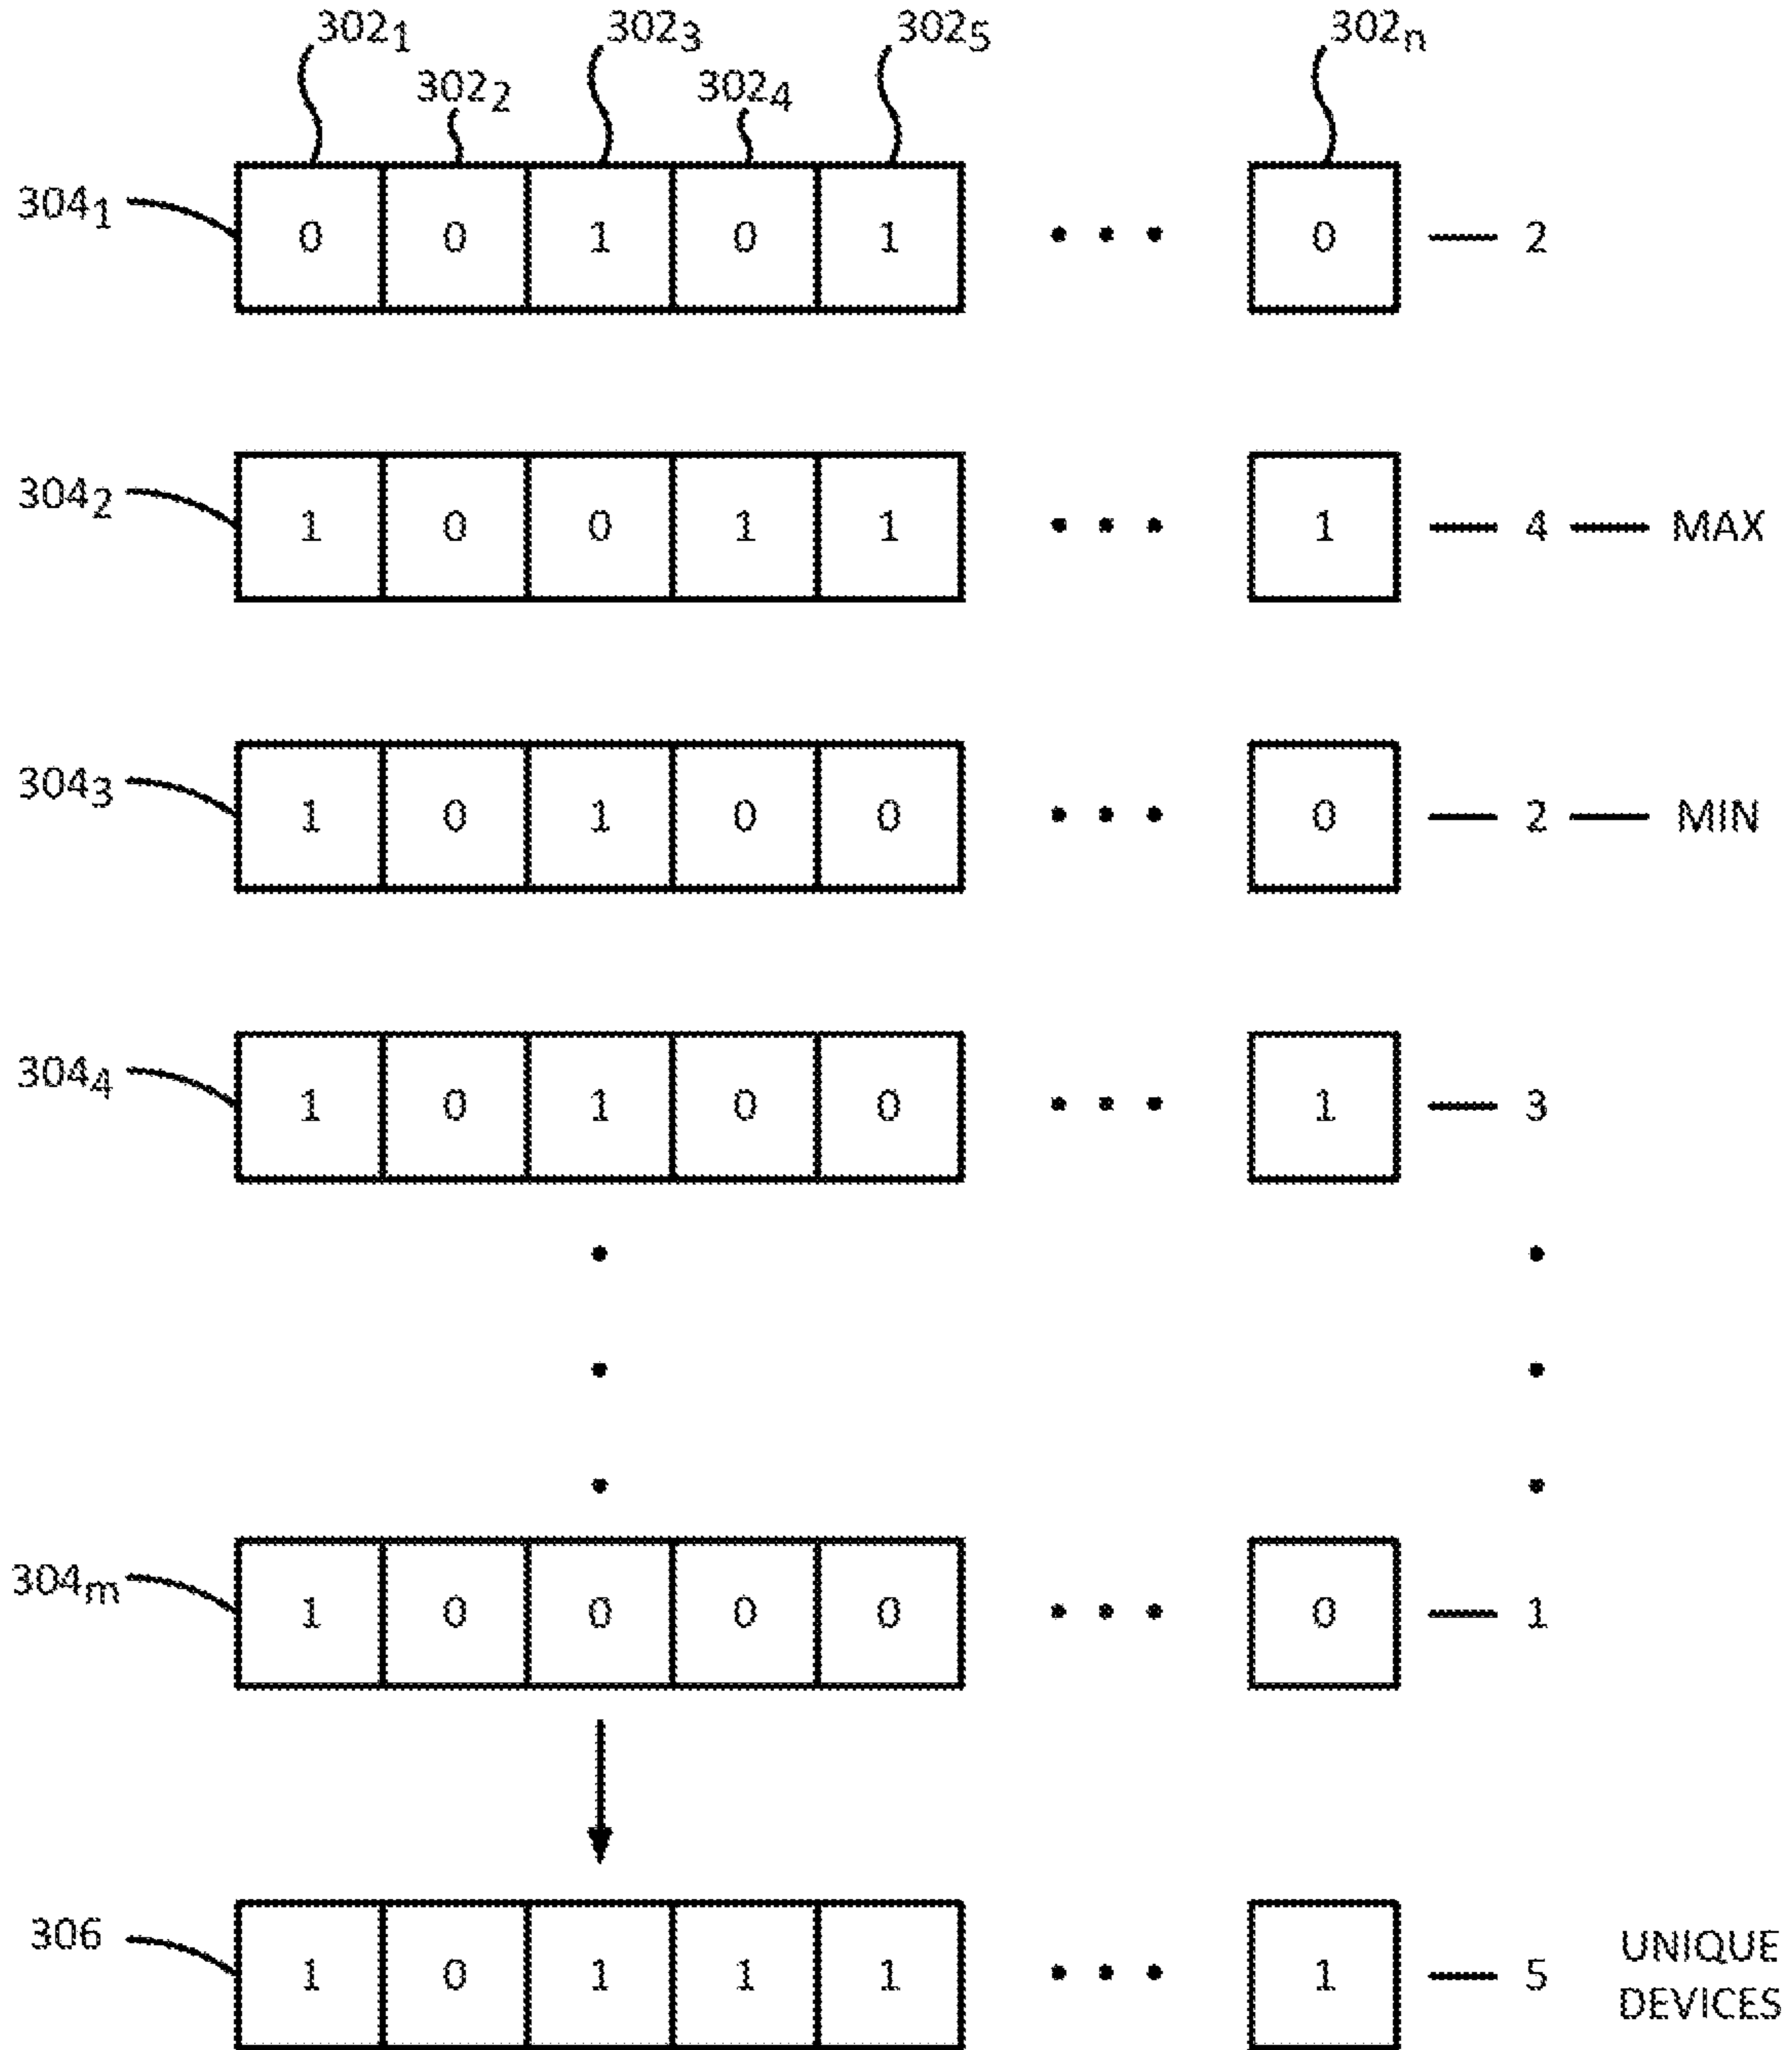 302₁ 302₃ 302₅ 302ₙ
302₂ 302₄
304₁ 0 0 1 0 1 • • • 0 — 2
304₂ 1 0 0 1 1 • • • 1 — 4 — MAX
304₃ 1 0 1 0 0 • • • 0 — 2 — MIN
304₄ 1 0 1 0 0 • • • 1 — 3
304ₘ 1 0 0 0 0 • • • 0 — 1
306 1 0 1 1 1 • • • 1 — 5 UNIQUE
DEVICES